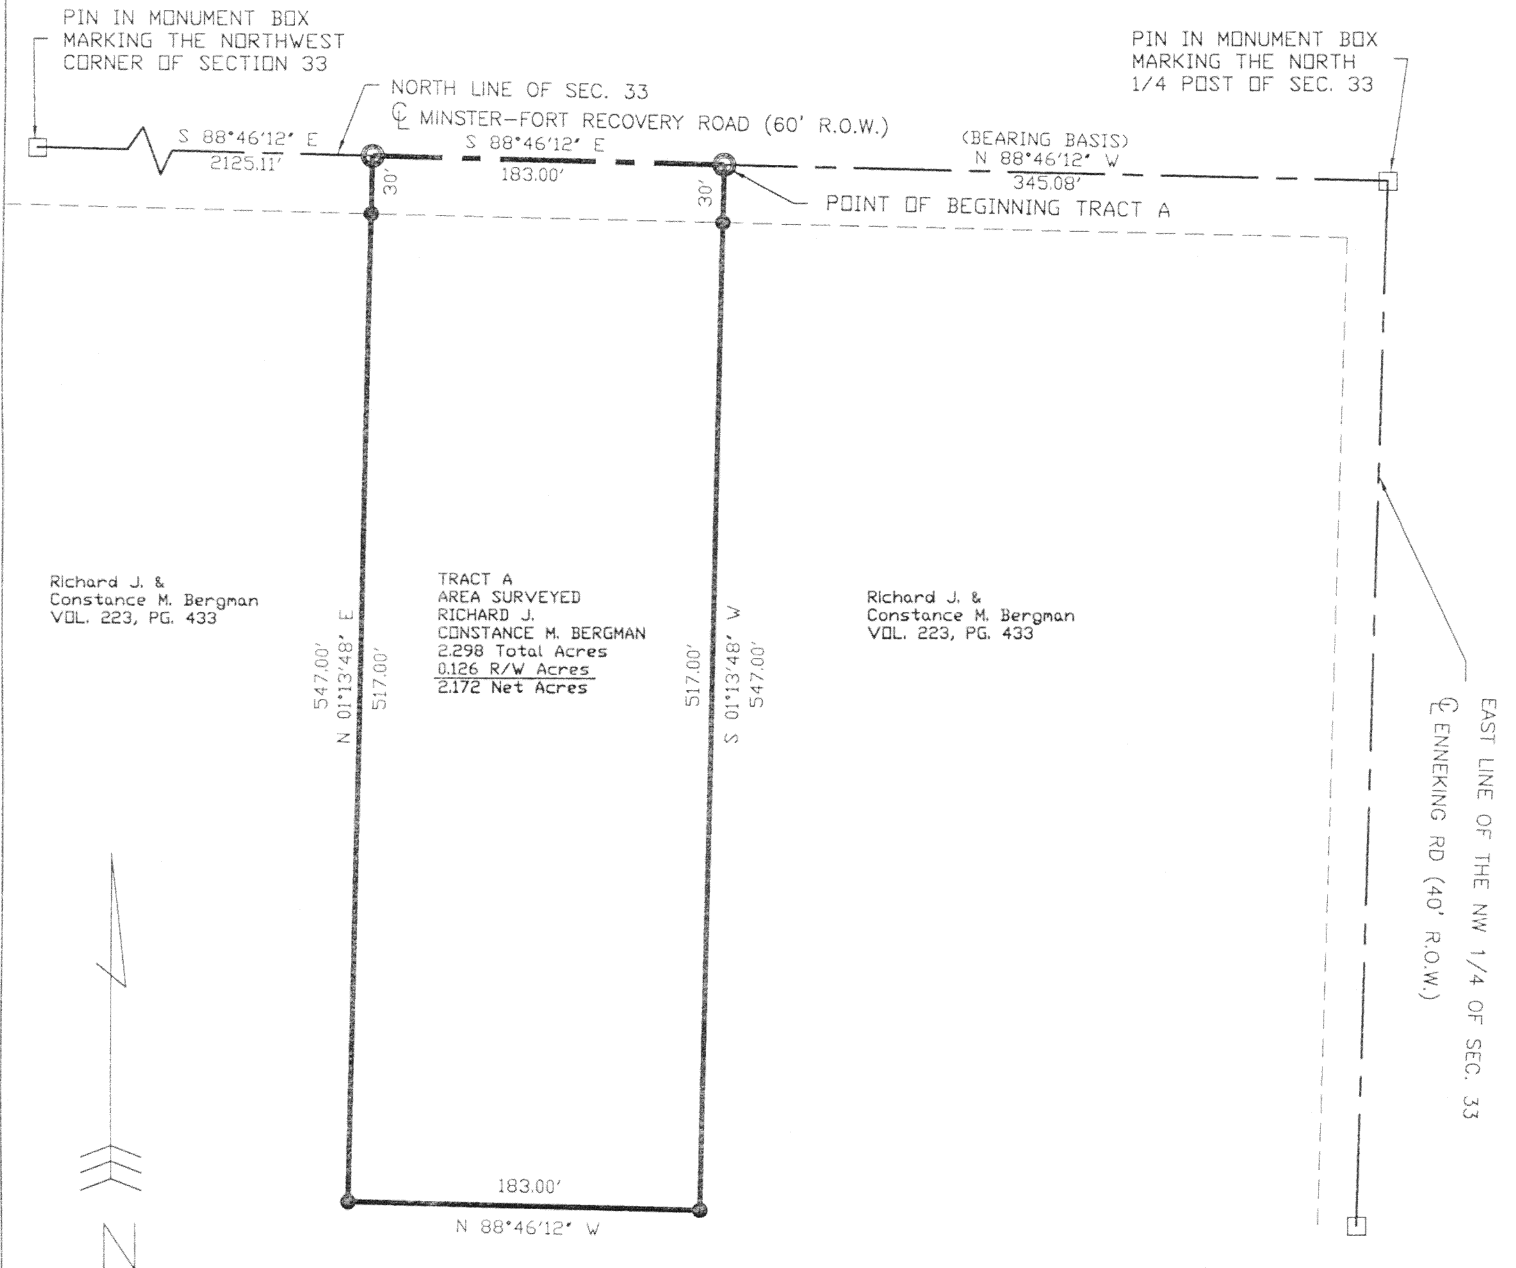 PIN IN MONUMENT BOX
MARKING THE NORTHWEST
CORNER OF SECTION 33
PIN IN MONUMENT BOX
MARKING THE NORTH
1/4 POST OF SEC. 33
NORTH LINE OF SEC. 33
℄ MINSTER-FORT RECOVERY ROAD (60' R.O.W.)
S 88°46'12" E
2125.11'
S 88°46'12" E
183.00'
(BEARING BASIS)
N 88°46'12" W
345.08'
30'
30'
POINT OF BEGINNING TRACT A
Richard J. &
Constance M. Bergman
VOL. 223, PG. 433
TRACT A
AREA SURVEYED
RICHARD J.
CONSTANCE M. BERGMAN
2.298 Total Acres
0.126 R/W Acres
2.172 Net Acres
Richard J. &
Constance M. Bergman
VOL. 223, PG. 433
547.00'
N 01°13'48" E
517.00'
517.00'
S 01°13'48" W
547.00'
EAST LINE OF THE NW 1/4 OF SEC. 33
℄ ENNEKING RD (40' R.O.W.)
183.00'
N 88°46'12" W
N